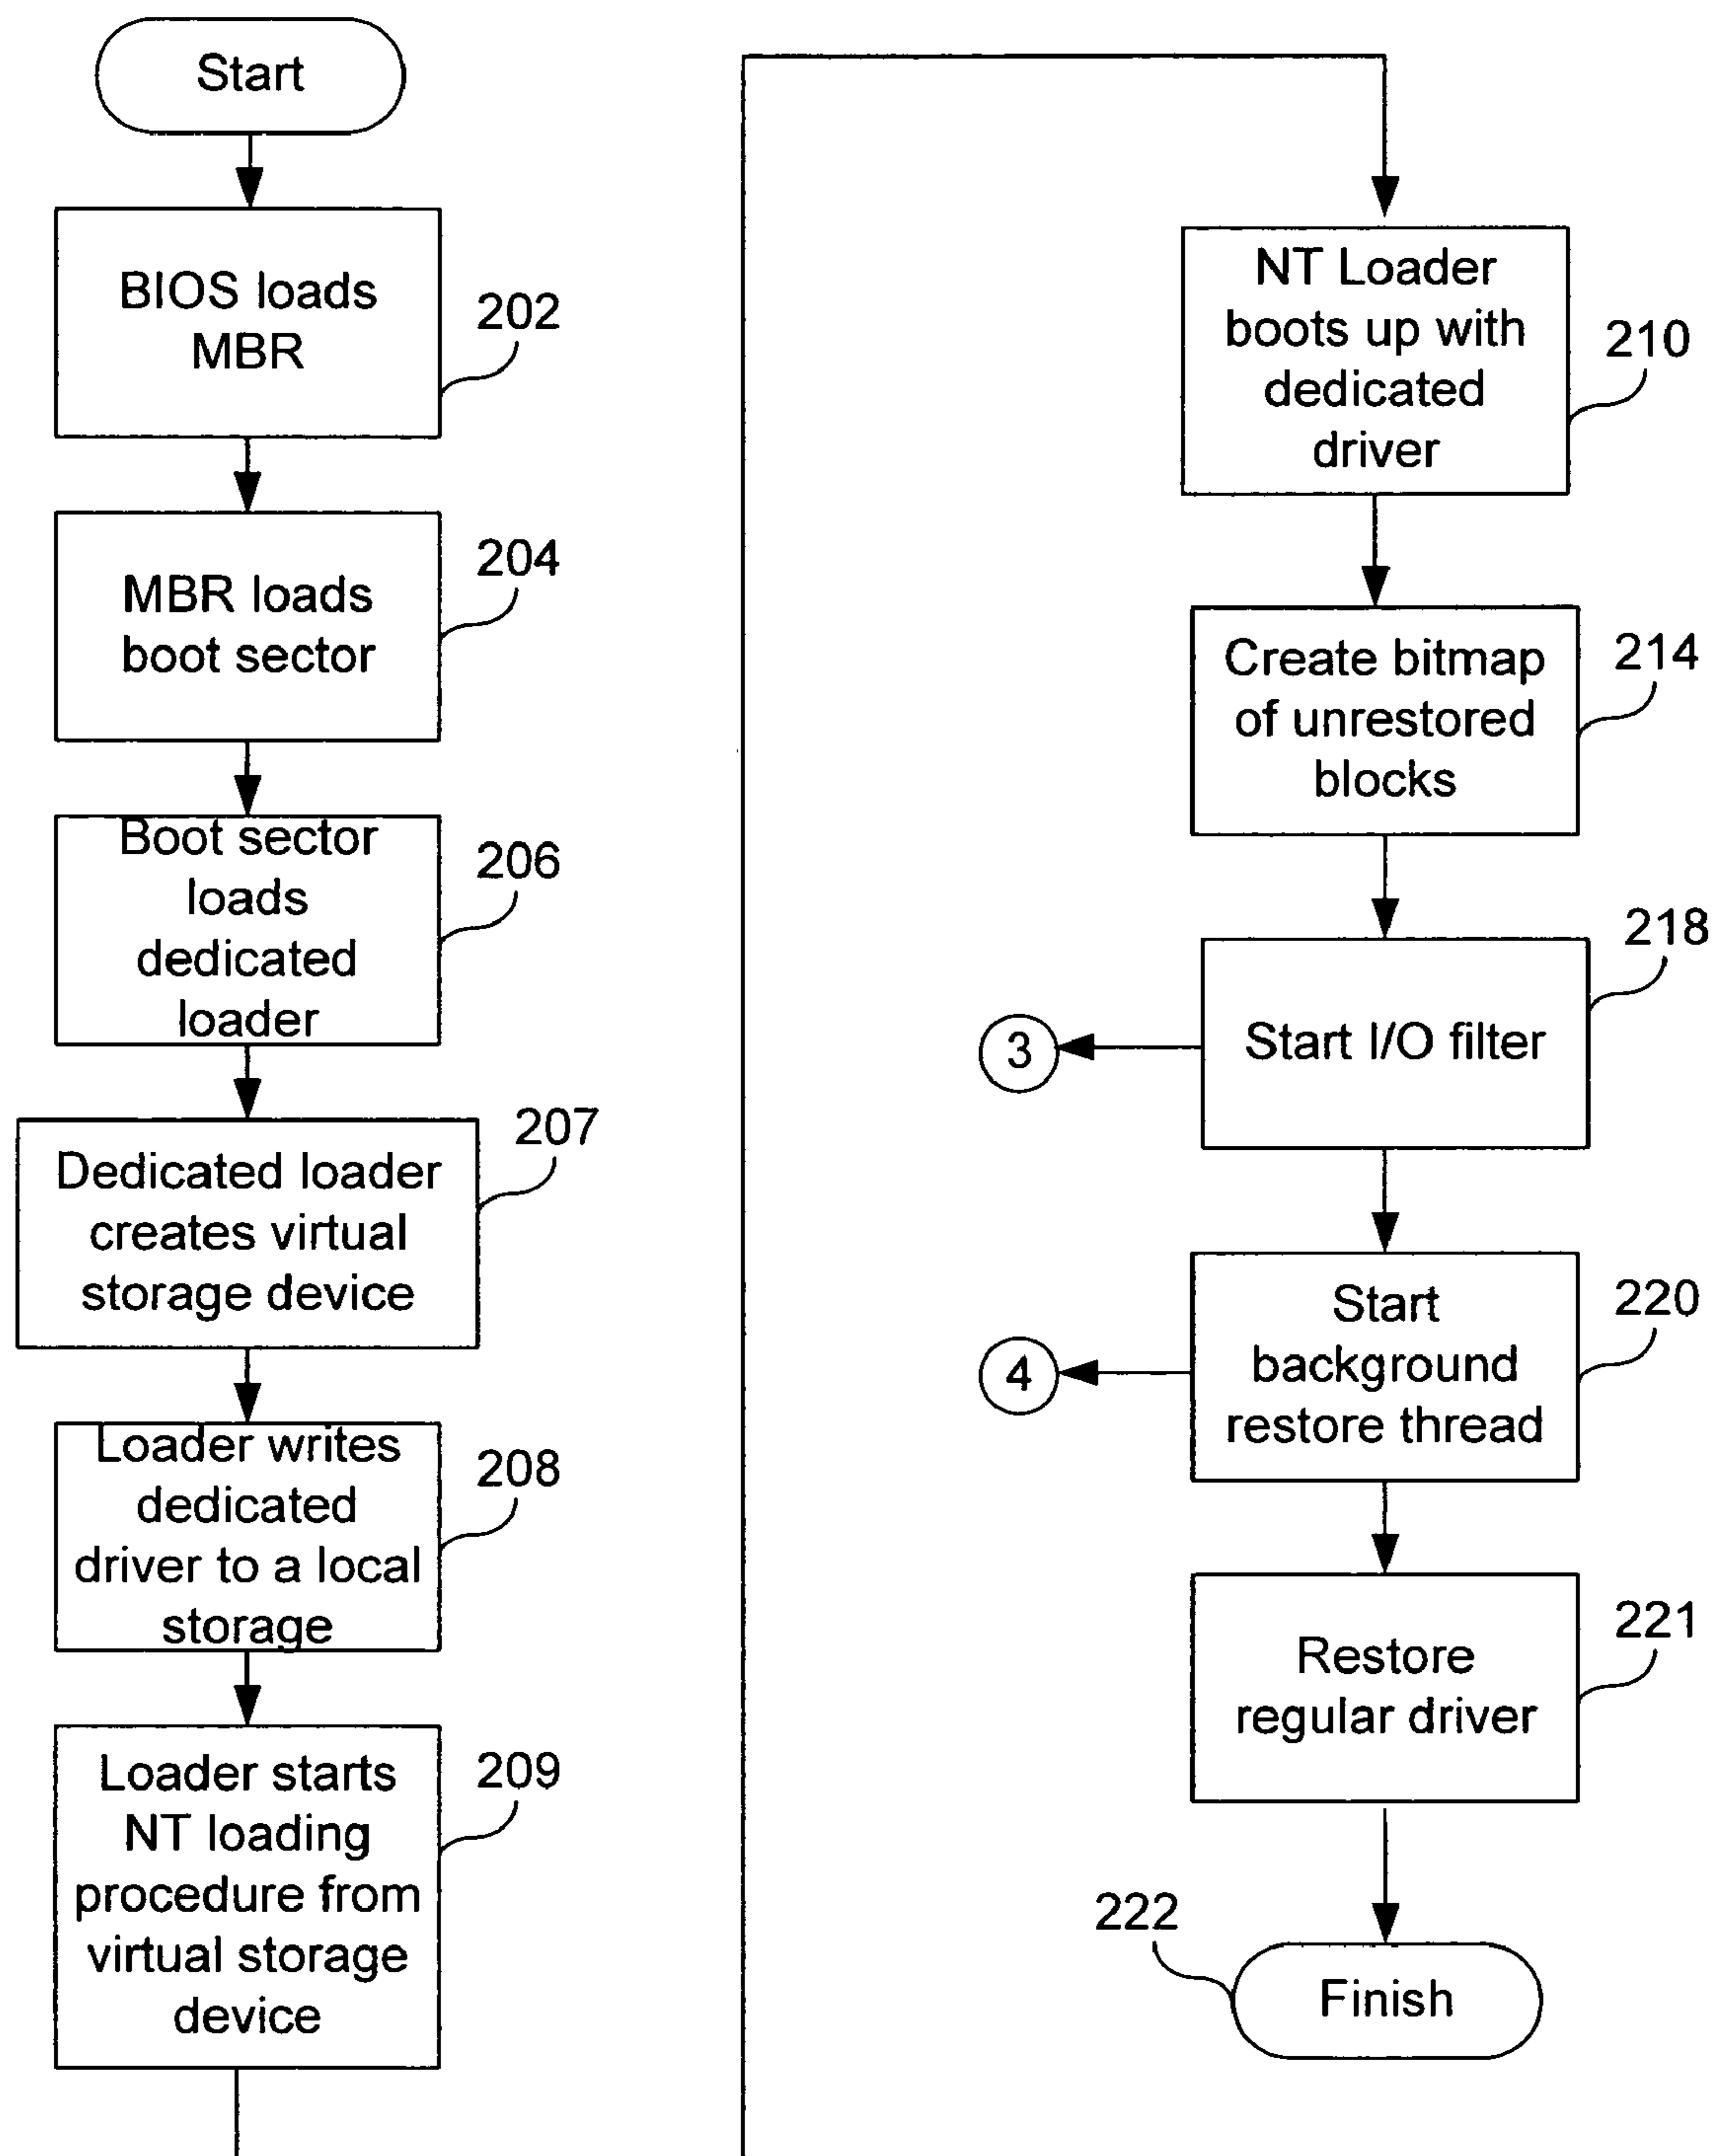 Start
BIOS loads
MBR
202
MBR loads
boot sector
204
Boot sector
loads
dedicated
loader
206
Dedicated loader
creates virtual
storage device
207
Loader writes
dedicated
driver to a local
storage
208
Loader starts
NT loading
procedure from
virtual storage
device
209
NT Loader
boots up with
dedicated
driver
210
Create bitmap
of unrestored
blocks
214
Start I/O filter
218
3
Start
background
restore thread
220
4
Restore
regular driver
221
Finish
222